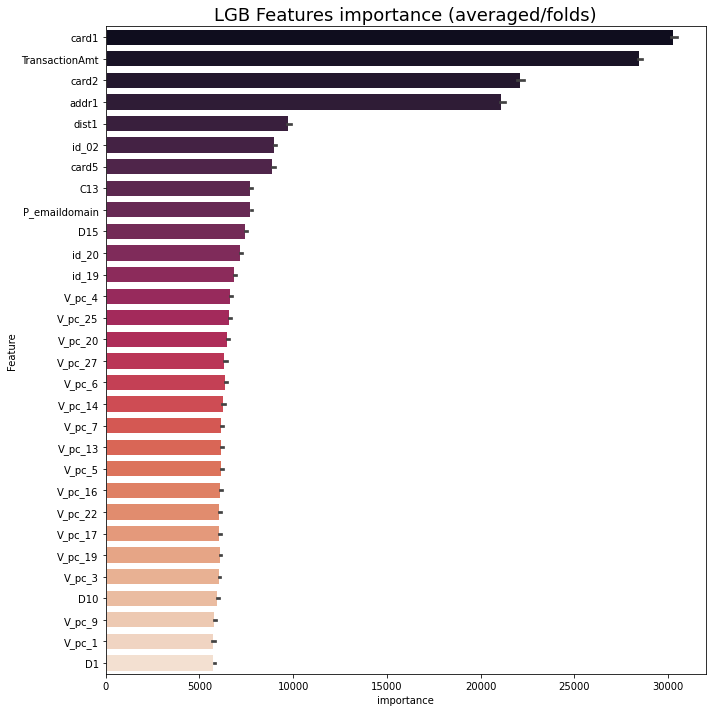 LGB Features importance (averaged/folds)
card1
TransactionAmt
card2
addr1
dist1
id_02
card5
C13
P_emaildomain
D15
id_20
id_19
V_pc_4
V_pc_25
V_pc_20
V_pc_27
V_pc_6
V_pc_14
V_pc_7
V_pc_13
V_pc_5
V_pc_16
V_pc_22
V_pc_17
V_pc_19
V_pc_3
D10
V_pc_9
V_pc_1
D1
Feature
0 5000 10000 15000 20000 25000 30000
importance